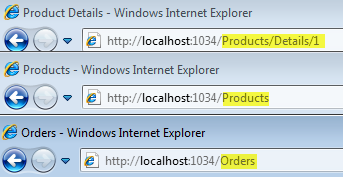 Product Details - Windows Internet Explorer
http://localhost:1034/Products/Details/1
Products - Windows Internet Explorer
http://localhost:1034/Products
Orders - Windows Internet Explorer
http://localhost:1034/Orders